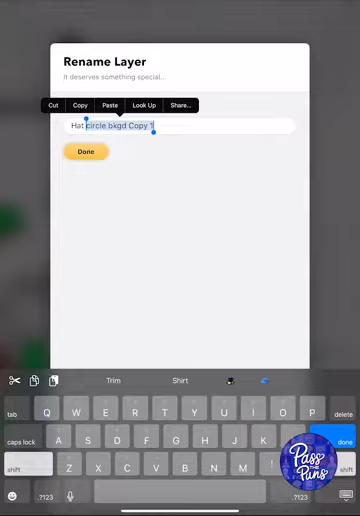 Rename Layer
It deserves something special...
Cut Copy Paste Look Up Share...
Hat circle bkgd Copy 1
Done
Trim Shirt
tab Q W E R T Y U I O P delete
caps lock A S D F G H J K done
shift Z X C V B N M ! shift
.?123 .?123
Pass
THE
Puns